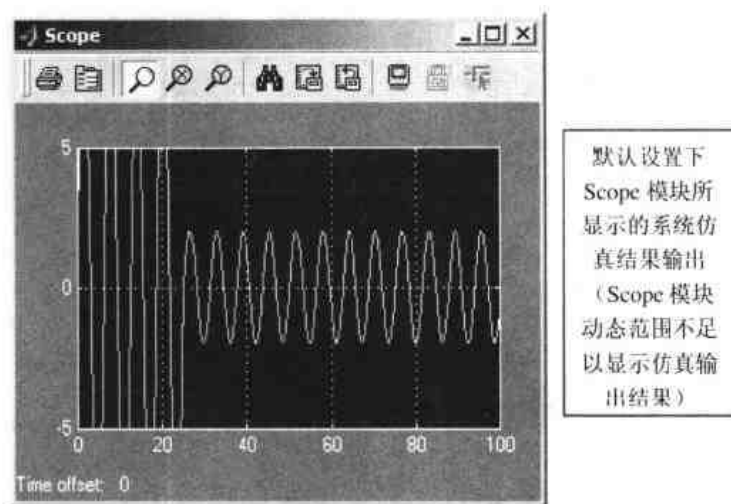 Scope
5
0
-5
0
20
40
60
80
100
Time offset: 0
默认设置下
Scope 模块所
显示的系统仿
真结果输出
（Scope 模块
动态范围不足
以显示仿真输
出结果）